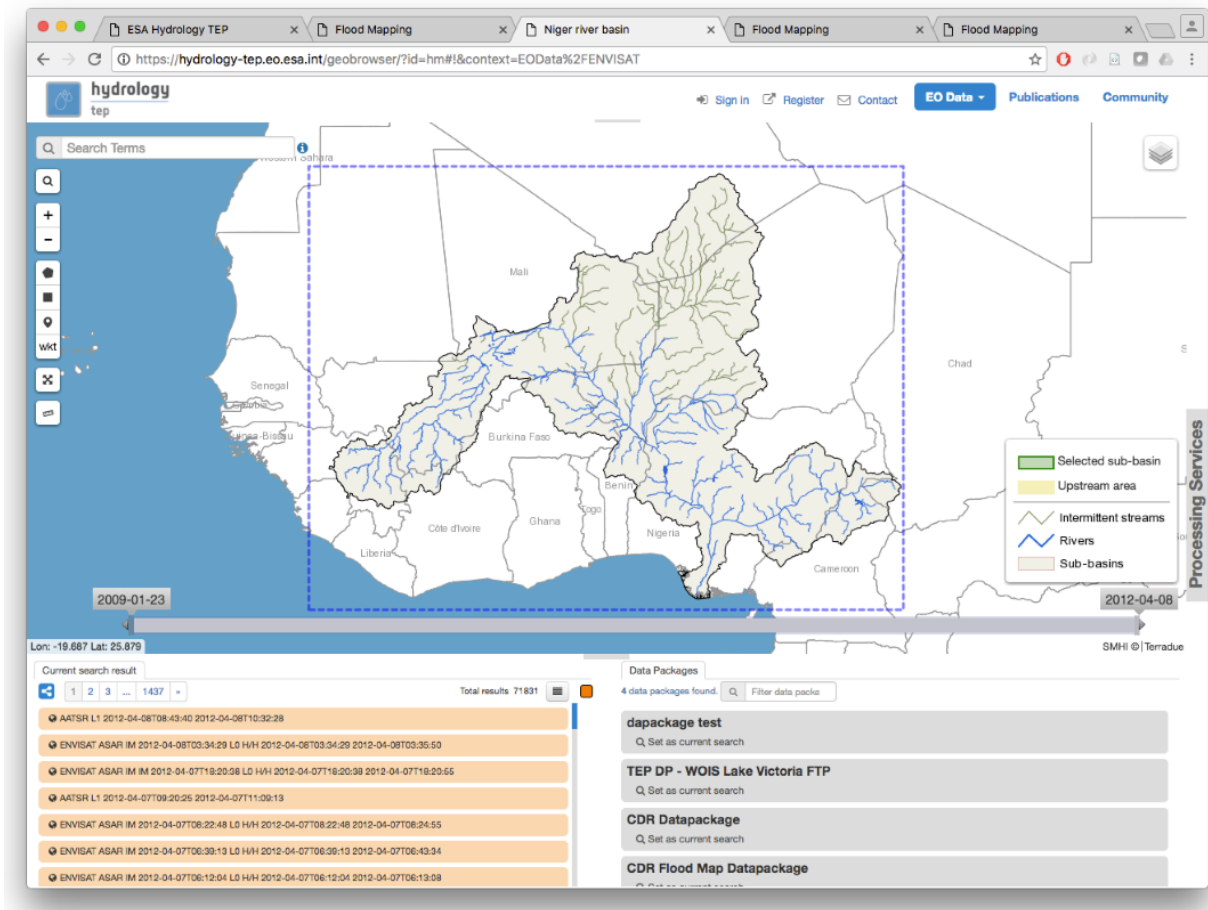 ESA Hydrology TEP
Flood Mapping
Niger river basin
Flood Mapping
Flood Mapping
https://hydrology-tep.eo.esa.int/geobrowser/?id=hm#!&context=EOData%2FENVISAT
hydrology
tep
Sign in
Register
Contact
EO Data
Publications
Community
Search Terms
Sahara
wkt
Mali
Chad
Senegal
Burkina Faso
Benin
Togo
Ghana
Côte d'Ivoire
Nigeria
Liberia
Cameroon
Selected sub-basin
Upstream area
Intermittent streams
Rivers
Sub-basins
Processing Services
2009-01-23
2012-04-08
Lon: -19.687 Lat: 25.879
SMHI © | Terradue
Current search result
1 2 3 ... 1437 »
Total results 71831
AATSR L1 2012-04-08T08:43:40 2012-04-08T10:32:28
ENVISAT ASAR IM 2012-04-08T03:34:29 L0 H/H 2012-04-08T03:34:29 2012-04-08T03:35:50
ENVISAT ASAR IM IM 2012-04-07T18:20:38 L0 H/H 2012-04-07T18:20:38 2012-04-07T18:20:55
AATSR L1 2012-04-07T09:20:25 2012-04-07T11:09:13
ENVISAT ASAR IM 2012-04-07T08:22:48 L0 H/H 2012-04-07T08:22:48 2012-04-07T08:24:55
ENVISAT ASAR IM 2012-04-07T06:39:13 L0 H/H 2012-04-07T06:39:13 2012-04-07T06:43:34
ENVISAT ASAR IM 2012-04-07T06:12:04 L0 H/H 2012-04-07T06:12:04 2012-04-07T06:13:08
Data Packages
4 data packages found.
Filter data packa
dapackage test
Set as current search
TEP DP - WOIS Lake Victoria FTP
Set as current search
CDR Datapackage
Set as current search
CDR Flood Map Datapackage
Set as current search